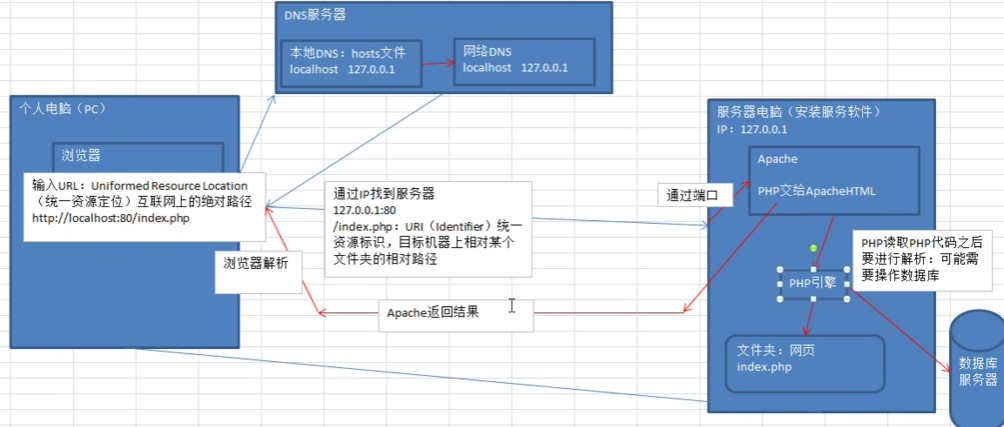 DNS服务器
本地DNS：hosts文件
localhost 127.0.0.1
网络DNS
localhost 127.0.0.1
个人电脑（PC）
浏览器
输入URL：Uniformed Resource Location
（统一资源定位）互联网上的绝对路径
http://localhost:80/index.php
通过IP找到服务器
127.0.0.1:80
/index.php：URI（Identifier）统一
资源标识，目标机器上相对某个
文件夹的相对路径
浏览器解析
Apache返回结果
通过端口
服务器电脑（安装服务软件）
IP：127.0.0.1
Apache
PHP交给ApacheHTML
PHP引擎
PHP读取PHP代码之后
要进行解析：可能需
要操作数据库
文件夹：网页
index.php
数据库
服务器